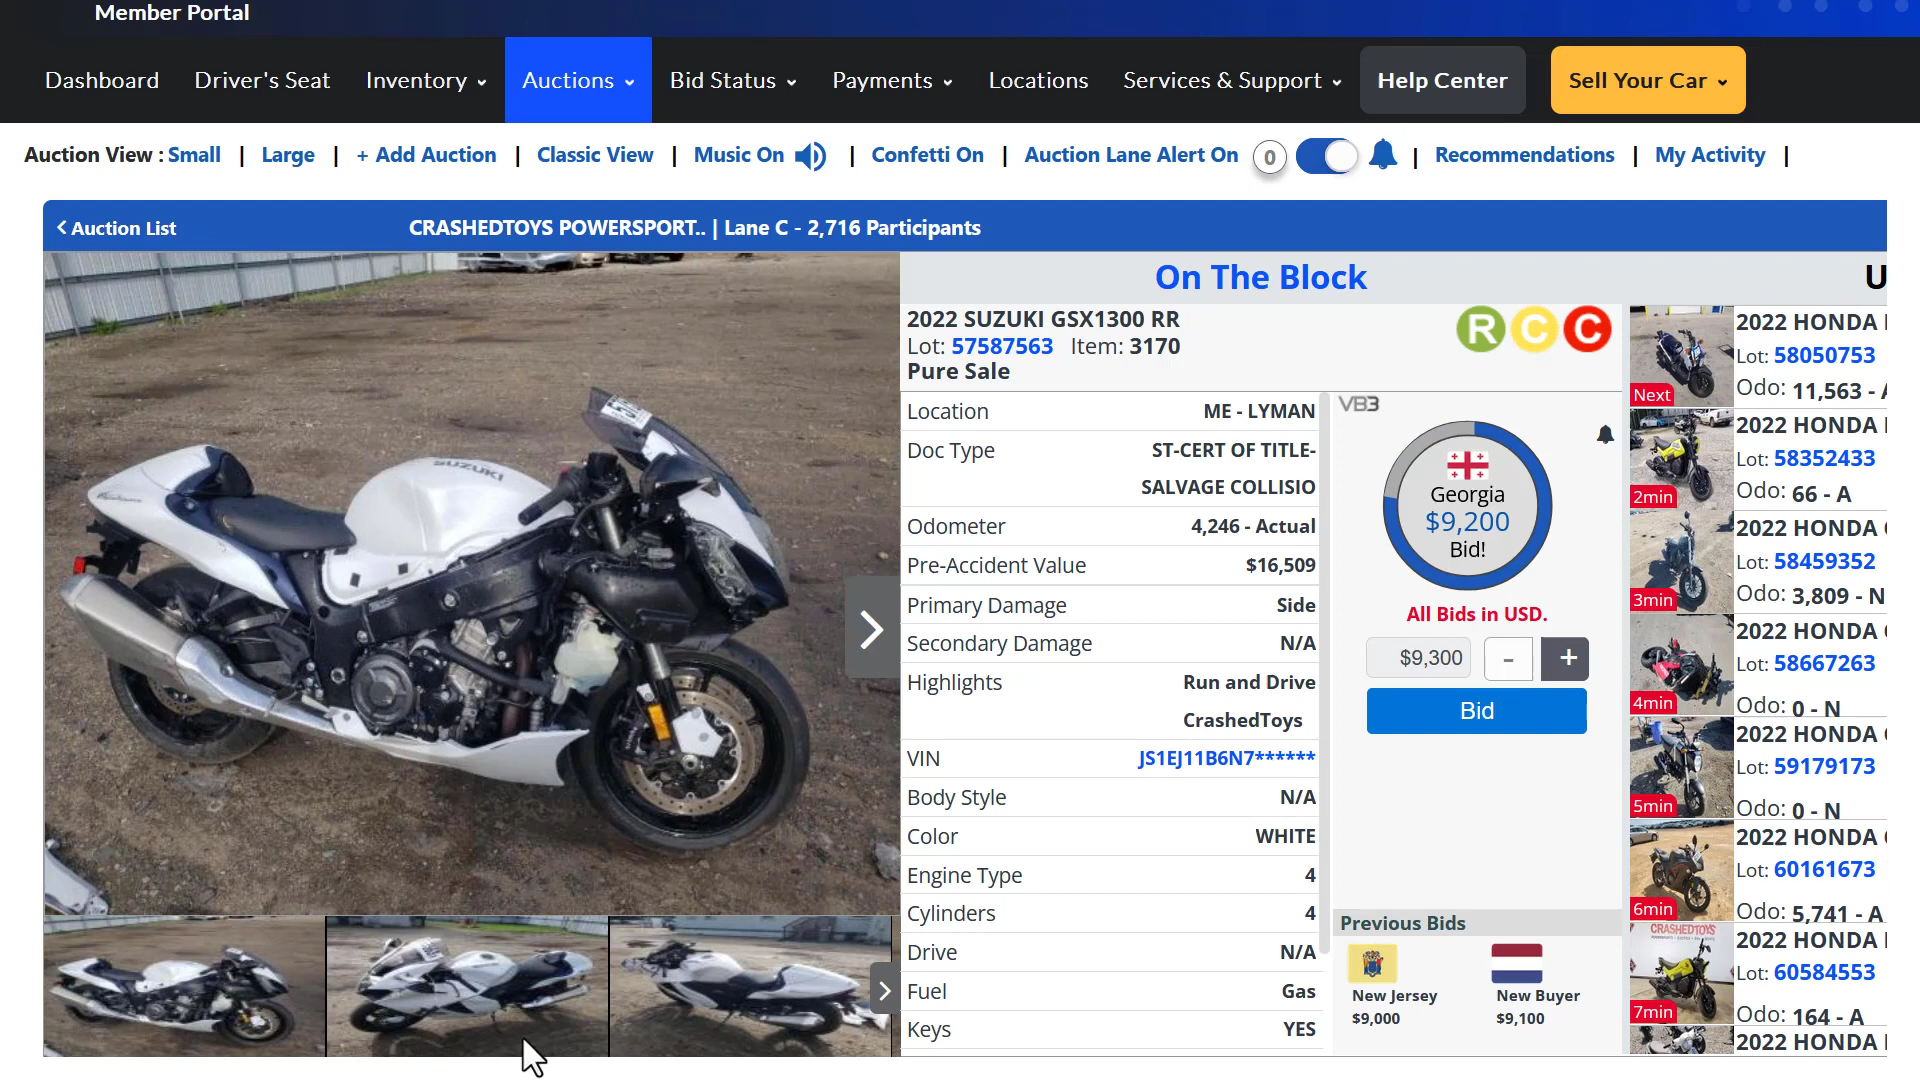 Member Portal
Dashboard Driver's Seat Inventory Auctions Bid Status Payments Locations Services & Support Help Center Sell Your Car
Auction View : Small | Large | + Add Auction | Classic View | Music On | Confetti On | Auction Lane Alert On 0 | Recommendations | My Activity |
Auction List
CRASHEDTOYS POWERSPORT.. | Lane C - 2,716 Participants
SUZUKI
On The Block
2022 SUZUKI GSX1300 RR
Lot: 57587563 Item: 3170
Pure Sale
R C C
Location ME - LYMAN
Doc Type ST-CERT OF TITLE-
SALVAGE COLLISIO
Odometer 4,246 - Actual
Pre-Accident Value $16,509
Primary Damage Side
Secondary Damage N/A
Highlights Run and Drive
CrashedToys
VIN JS1EJ11B6N7******
Body Style N/A
Color WHITE
Engine Type 4
Cylinders 4
Drive N/A
Fuel Gas
Keys YES
VB3
Georgia
$9,200
Bid!
All Bids in USD.
$9,300 - +
Bid
Previous Bids
New Jersey
$9,000
New Buyer
$9,100
U
2022 HONDA
Lot: 58050753
Odo: 11,563 -
Next
2022 HONDA
Lot: 58352433
Odo: 66 - A
2min
2022 HONDA
Lot: 58459352
Odo: 3,809 - N
3min
2022 HONDA
Lot: 58667263
Odo: 0 - N
4min
2022 HONDA
Lot: 59179173
Odo: 0 - N
5min
2022 HONDA
Lot: 60161673
Odo: 5,741 - A
6min
CRASHEDTOYS
2022 HONDA
Lot: 60584553
Odo: 164 - A
7min
2022 HONDA